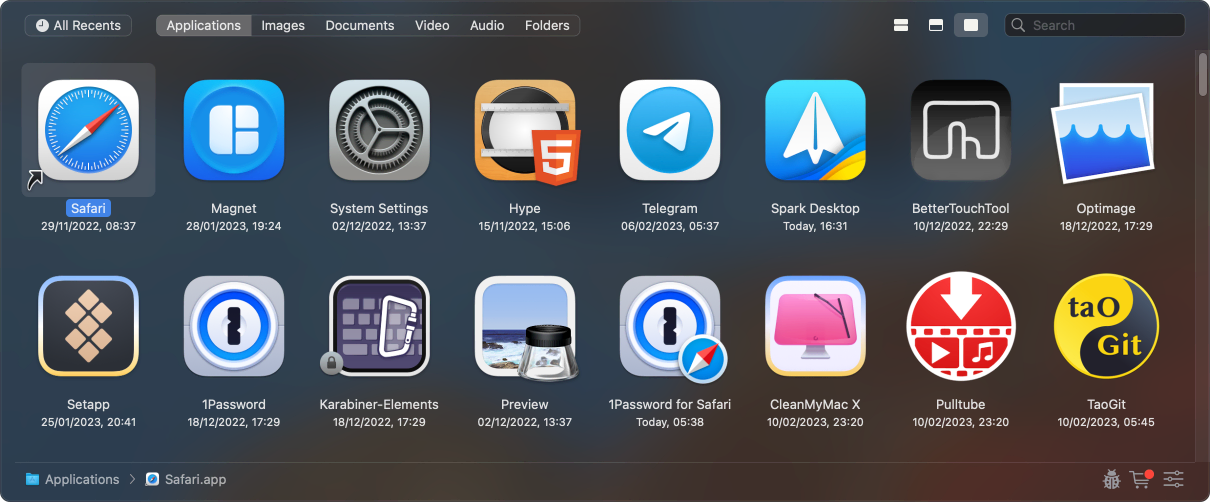 All Recents
Applications Images Documents Video Audio Folders
Search
Safari
29/11/2022, 08:37
Magnet
28/01/2023, 19:24
System Settings
02/12/2022, 13:37
5
Hype
15/11/2022, 15:06
Telegram
06/02/2023, 05:37
Spark Desktop
Today, 16:31
BetterTouchTool
10/12/2022, 22:29
Optimage
18/12/2022, 17:29
Setapp
25/01/2023, 20:41
1Password
18/12/2022, 17:29
Karabiner-Elements
18/12/2022, 17:29
Preview
02/12/2022, 13:37
1Password for Safari
Today, 05:38
CleanMyMac X
10/02/2023, 23:20
Pulltube
10/02/2023, 23:20
taO
Git
TaoGit
10/02/2023, 05:45
Applications > Safari.app